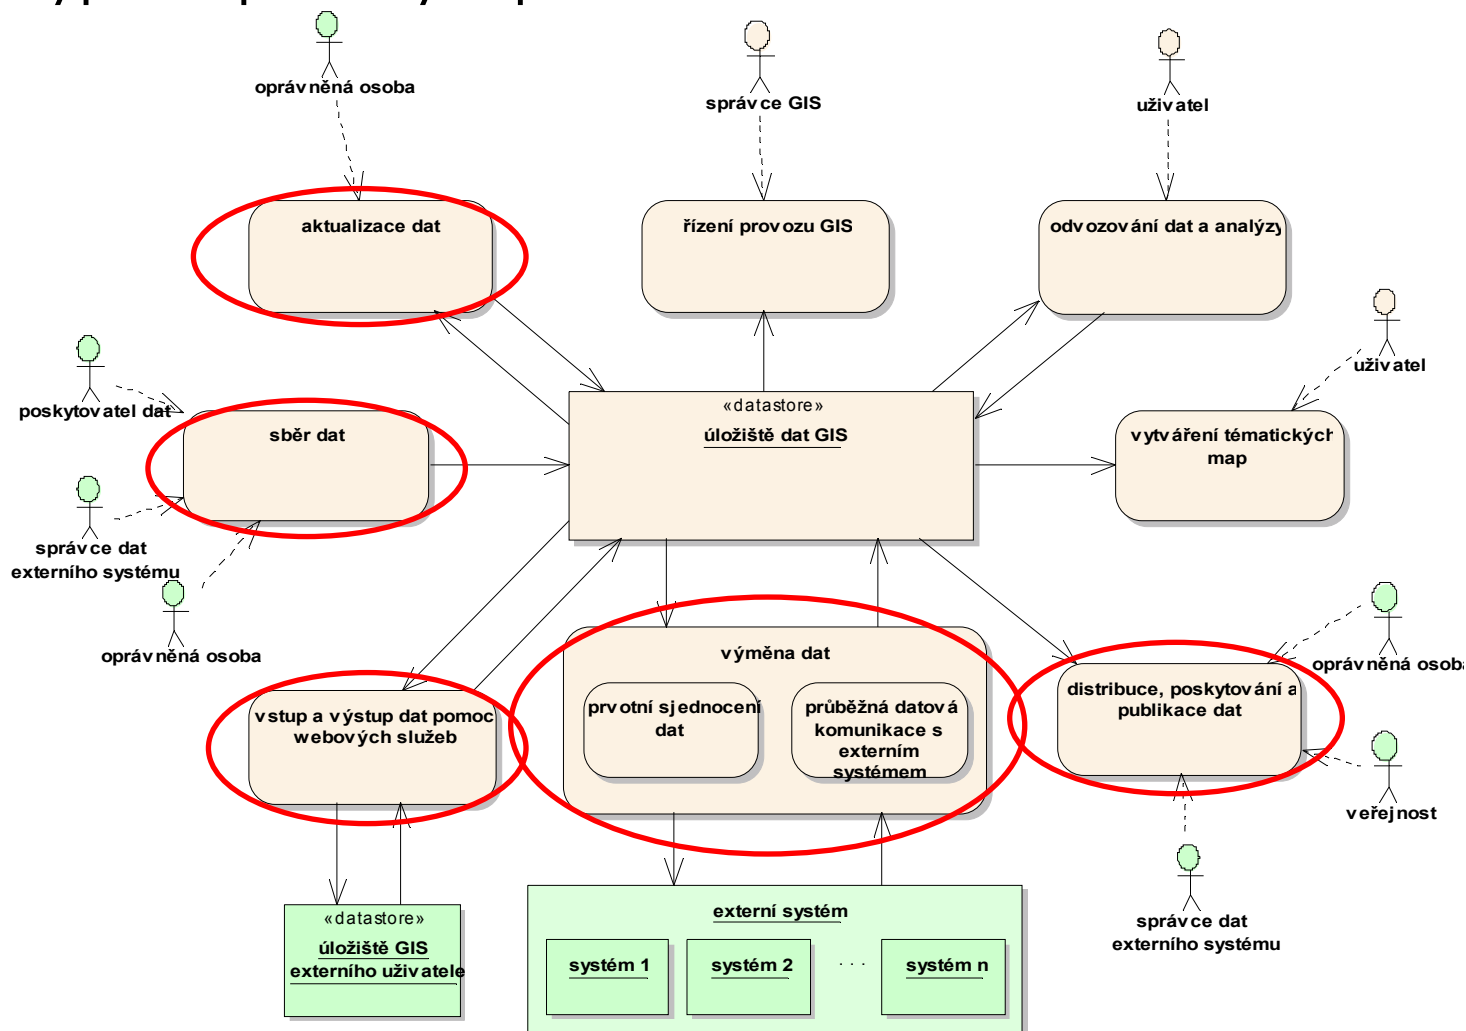 oprávněná osoba
správce GIS
uživatel
aktualizace dat
řízení provozu GIS
odvozování dat a analýzy
uživatel
poskytovatel dat
«datastore»
úložiště dat GIS
sběr dat
vytváření tématických
map
správce dat
externího systému
oprávněná osoba
výměna dat
oprávněná osoba
vstup a výstup dat pomoc
webových služeb
prvotní sjednocení
dat
průběžná datová
komunikace s
externím
systémem
distribuce, poskytování a
publikace dat
veřejnost
«datastore»
úložiště GIS
externího uživatele
externí systém
systém 1
systém 2
. . .
systém n
správce dat
externího systému